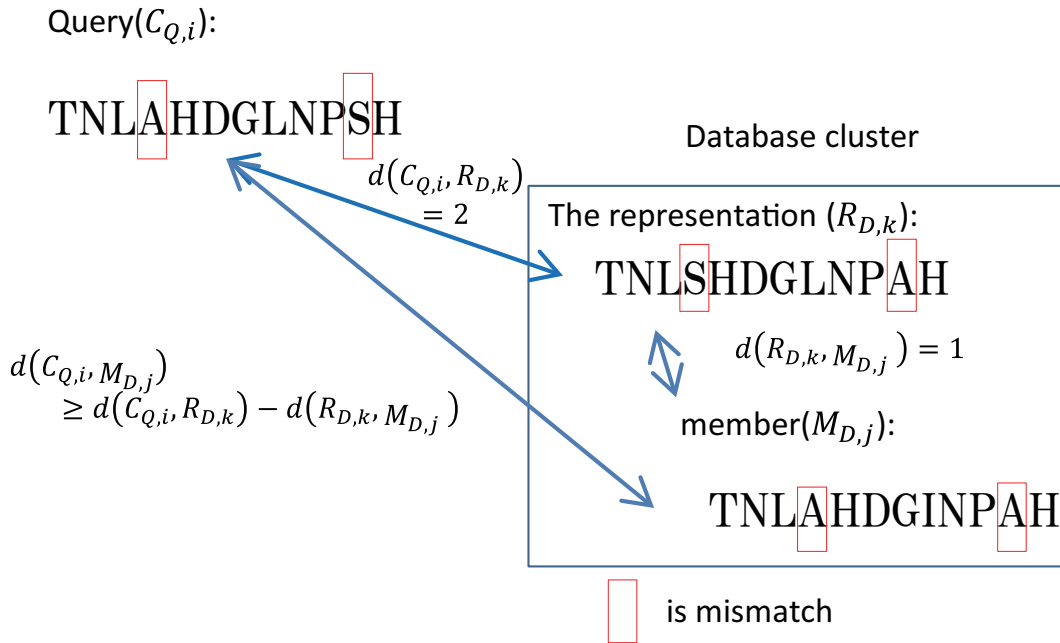 Query(C_{Q,i}):
TNLAHDGLNPSH
Database cluster
d(C_{Q,i}, R_{D,k})
= 2
The representation (R_{D,k}):
TNLSHDGLNPAH
d(R_{D,k}, M_{D,j}) = 1
d(C_{Q,i}, M_{D,j})
≥ d(C_{Q,i}, R_{D,k}) − d(R_{D,k}, M_{D,j})
member(M_{D,j}):
TNLAHDGINPAH
is mismatch